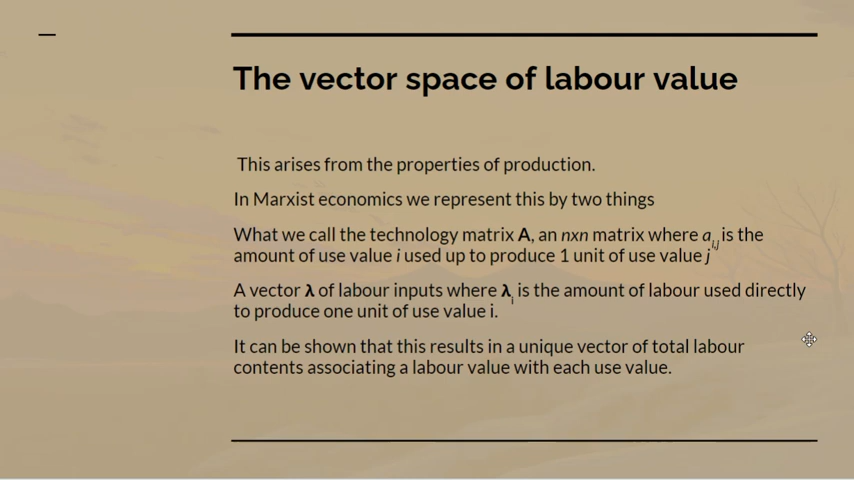 The vector space of labour value
This arises from the properties of production.
In Marxist economics we represent this by two things
What we call the technology matrix A, an nxn matrix where ai,j is the
amount of use value i used up to produce 1 unit of use value j
A vector λ of labour inputs where λi is the amount of labour used directly
to produce one unit of use value i.
It can be shown that this results in a unique vector of total labour
contents associating a labour value with each use value.